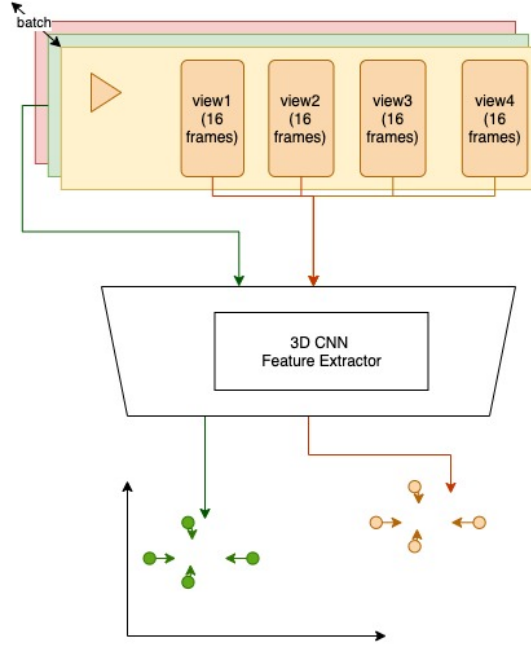 batch
view1
(16
frames)
view2
(16
frames)
view3
(16
frames)
view4
(16
frames)
3D CNN
Feature Extractor